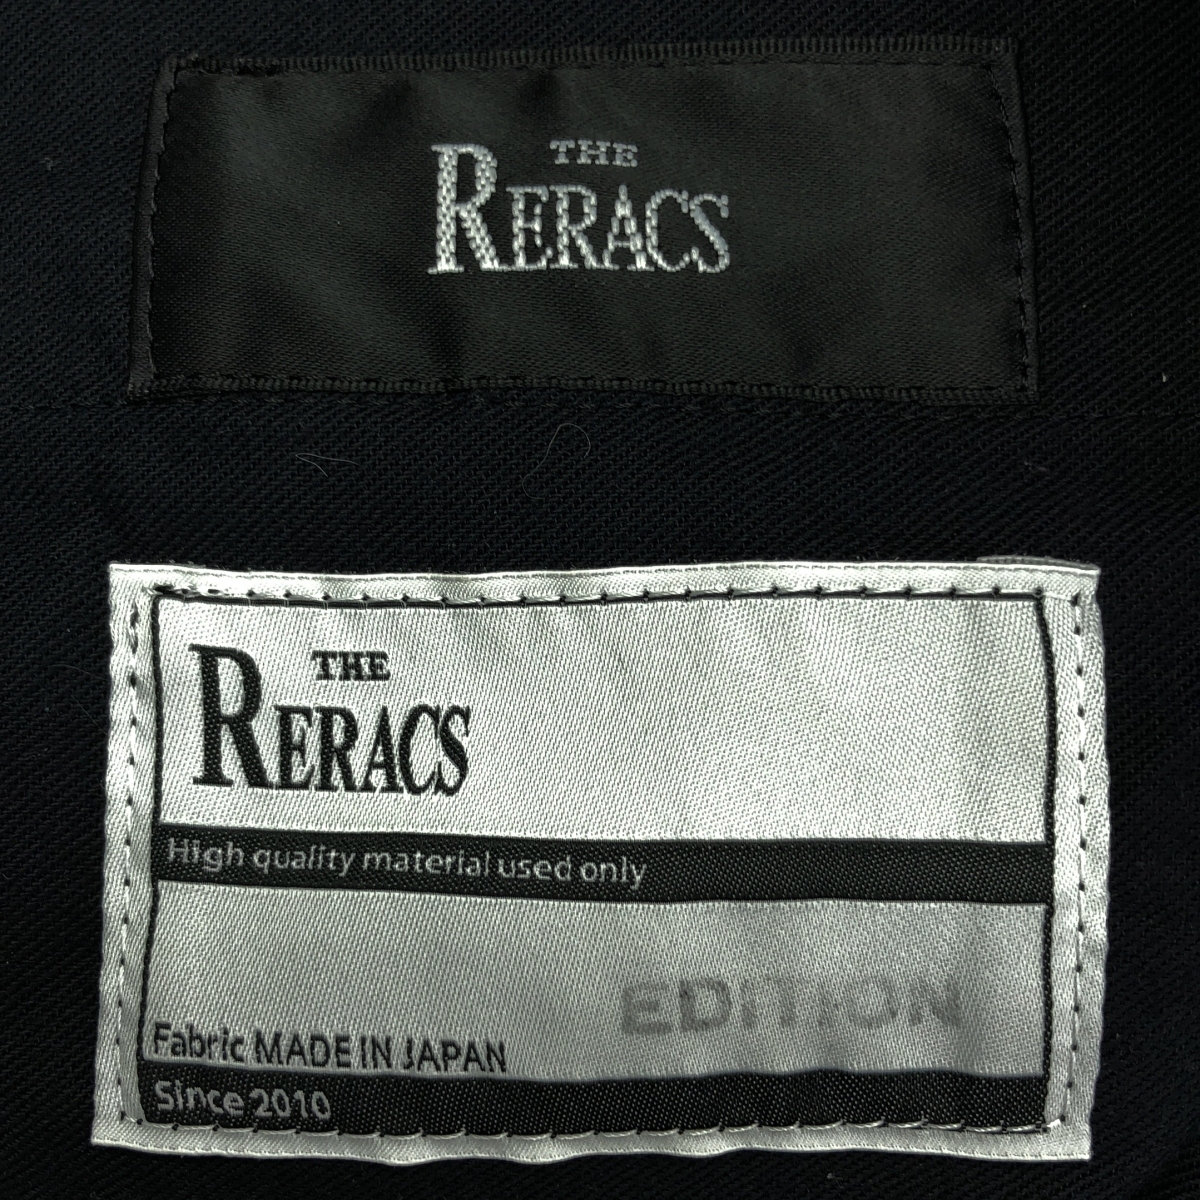 THE
RERACS
THE
RERACS
High quality material used only
EDITION
Fabric MADE IN JAPAN
Since 2010